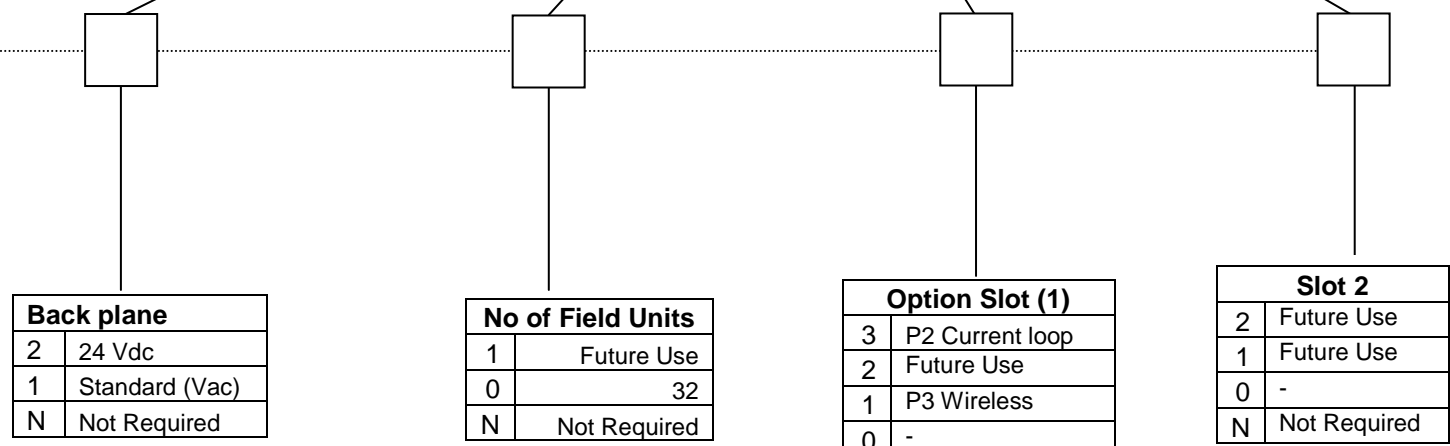 Back plane
2 24 Vdc
1 Standard (Vac)
N Not Required
No of Field Units
1 Future Use
0 32
N Not Required
Option Slot (1)
3 P2 Current loop
2 Future Use
1 P3 Wireless
0 -
Slot 2
2 Future Use
1 Future Use
0 -
N Not Required